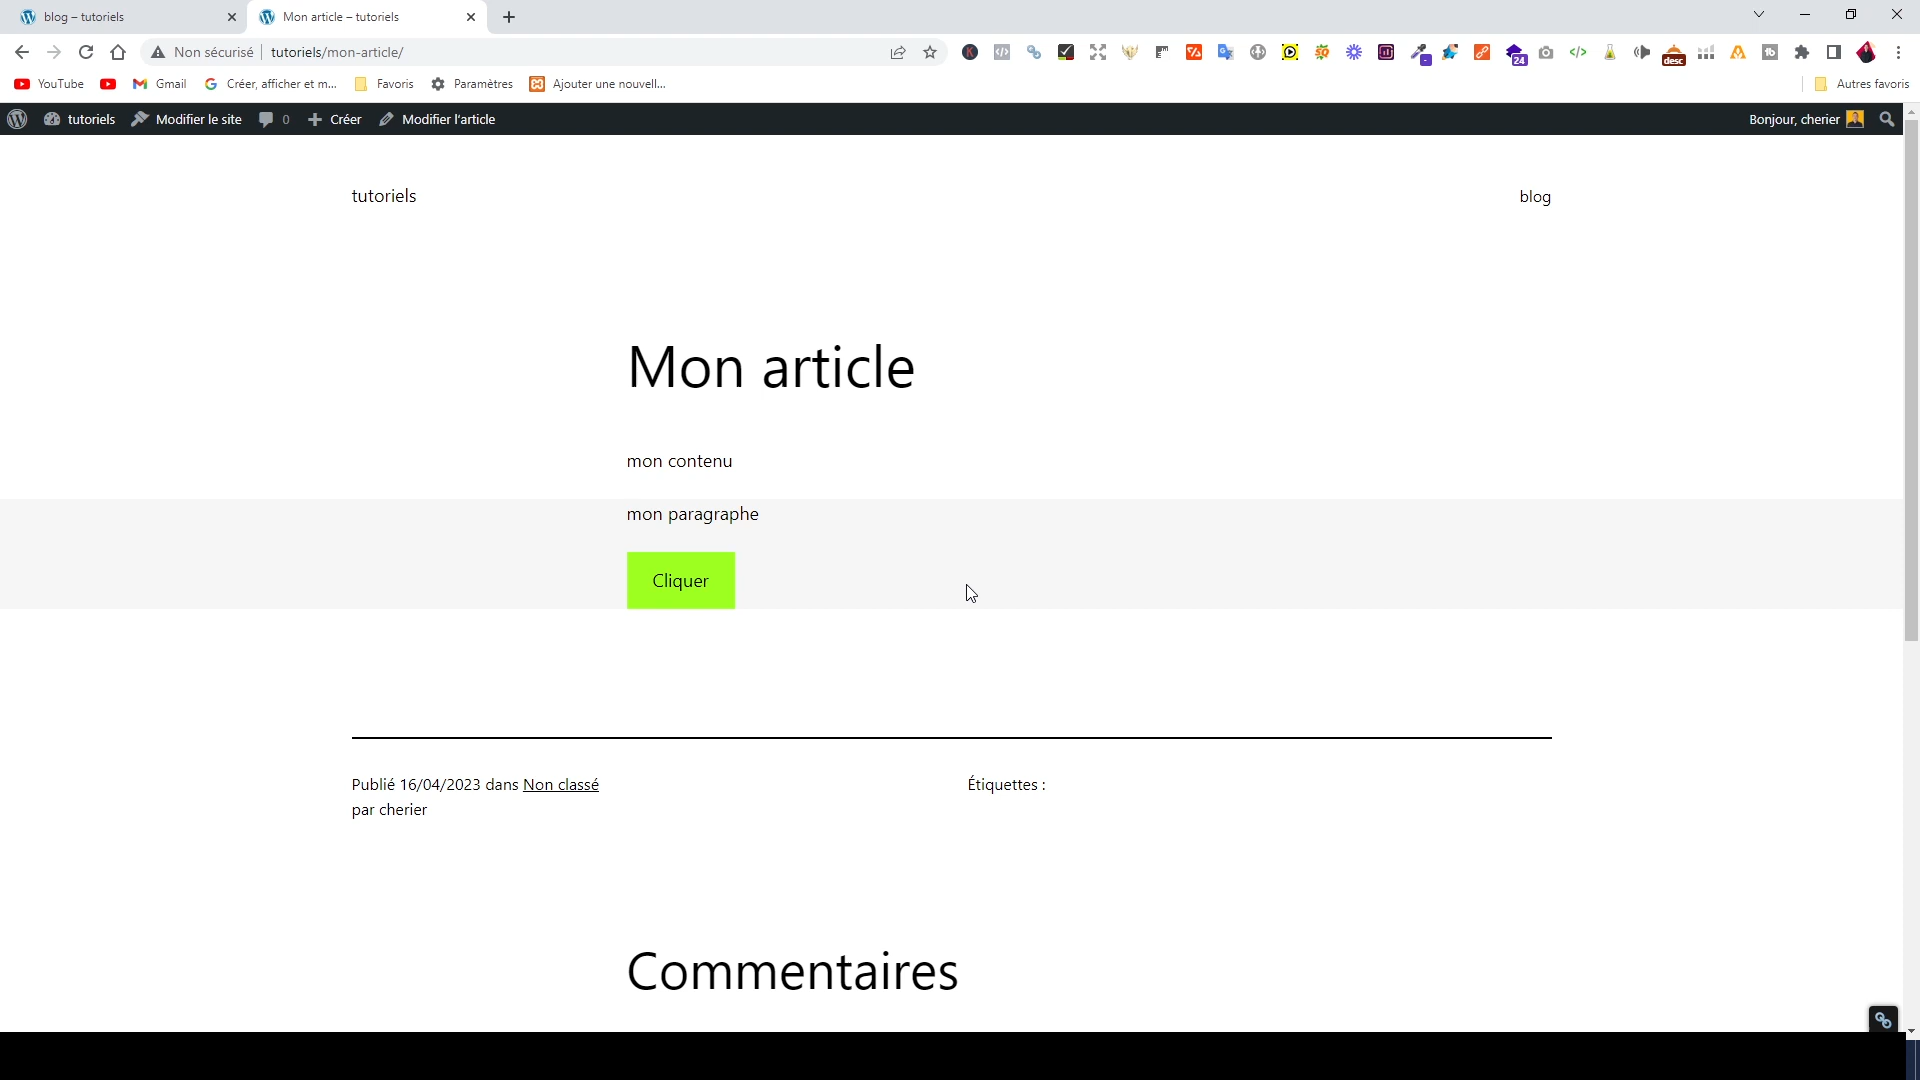 blog – tutoriels
Mon article – tutoriels
Non sécurisé
tutoriels/mon-article/
24
desc
YouTube
Gmail
Créer, afficher et m...
Favoris
Paramètres
Ajouter une nouvell...
Autres favoris
tutoriels
Modifier le site
0
Créer
Modifier l'article
Bonjour, cherier
tutoriels
blog
Mon article
mon contenu
mon paragraphe
Cliquer
Publié 16/04/2023 dans Non classé
par cherier
Étiquettes :
Commentaires